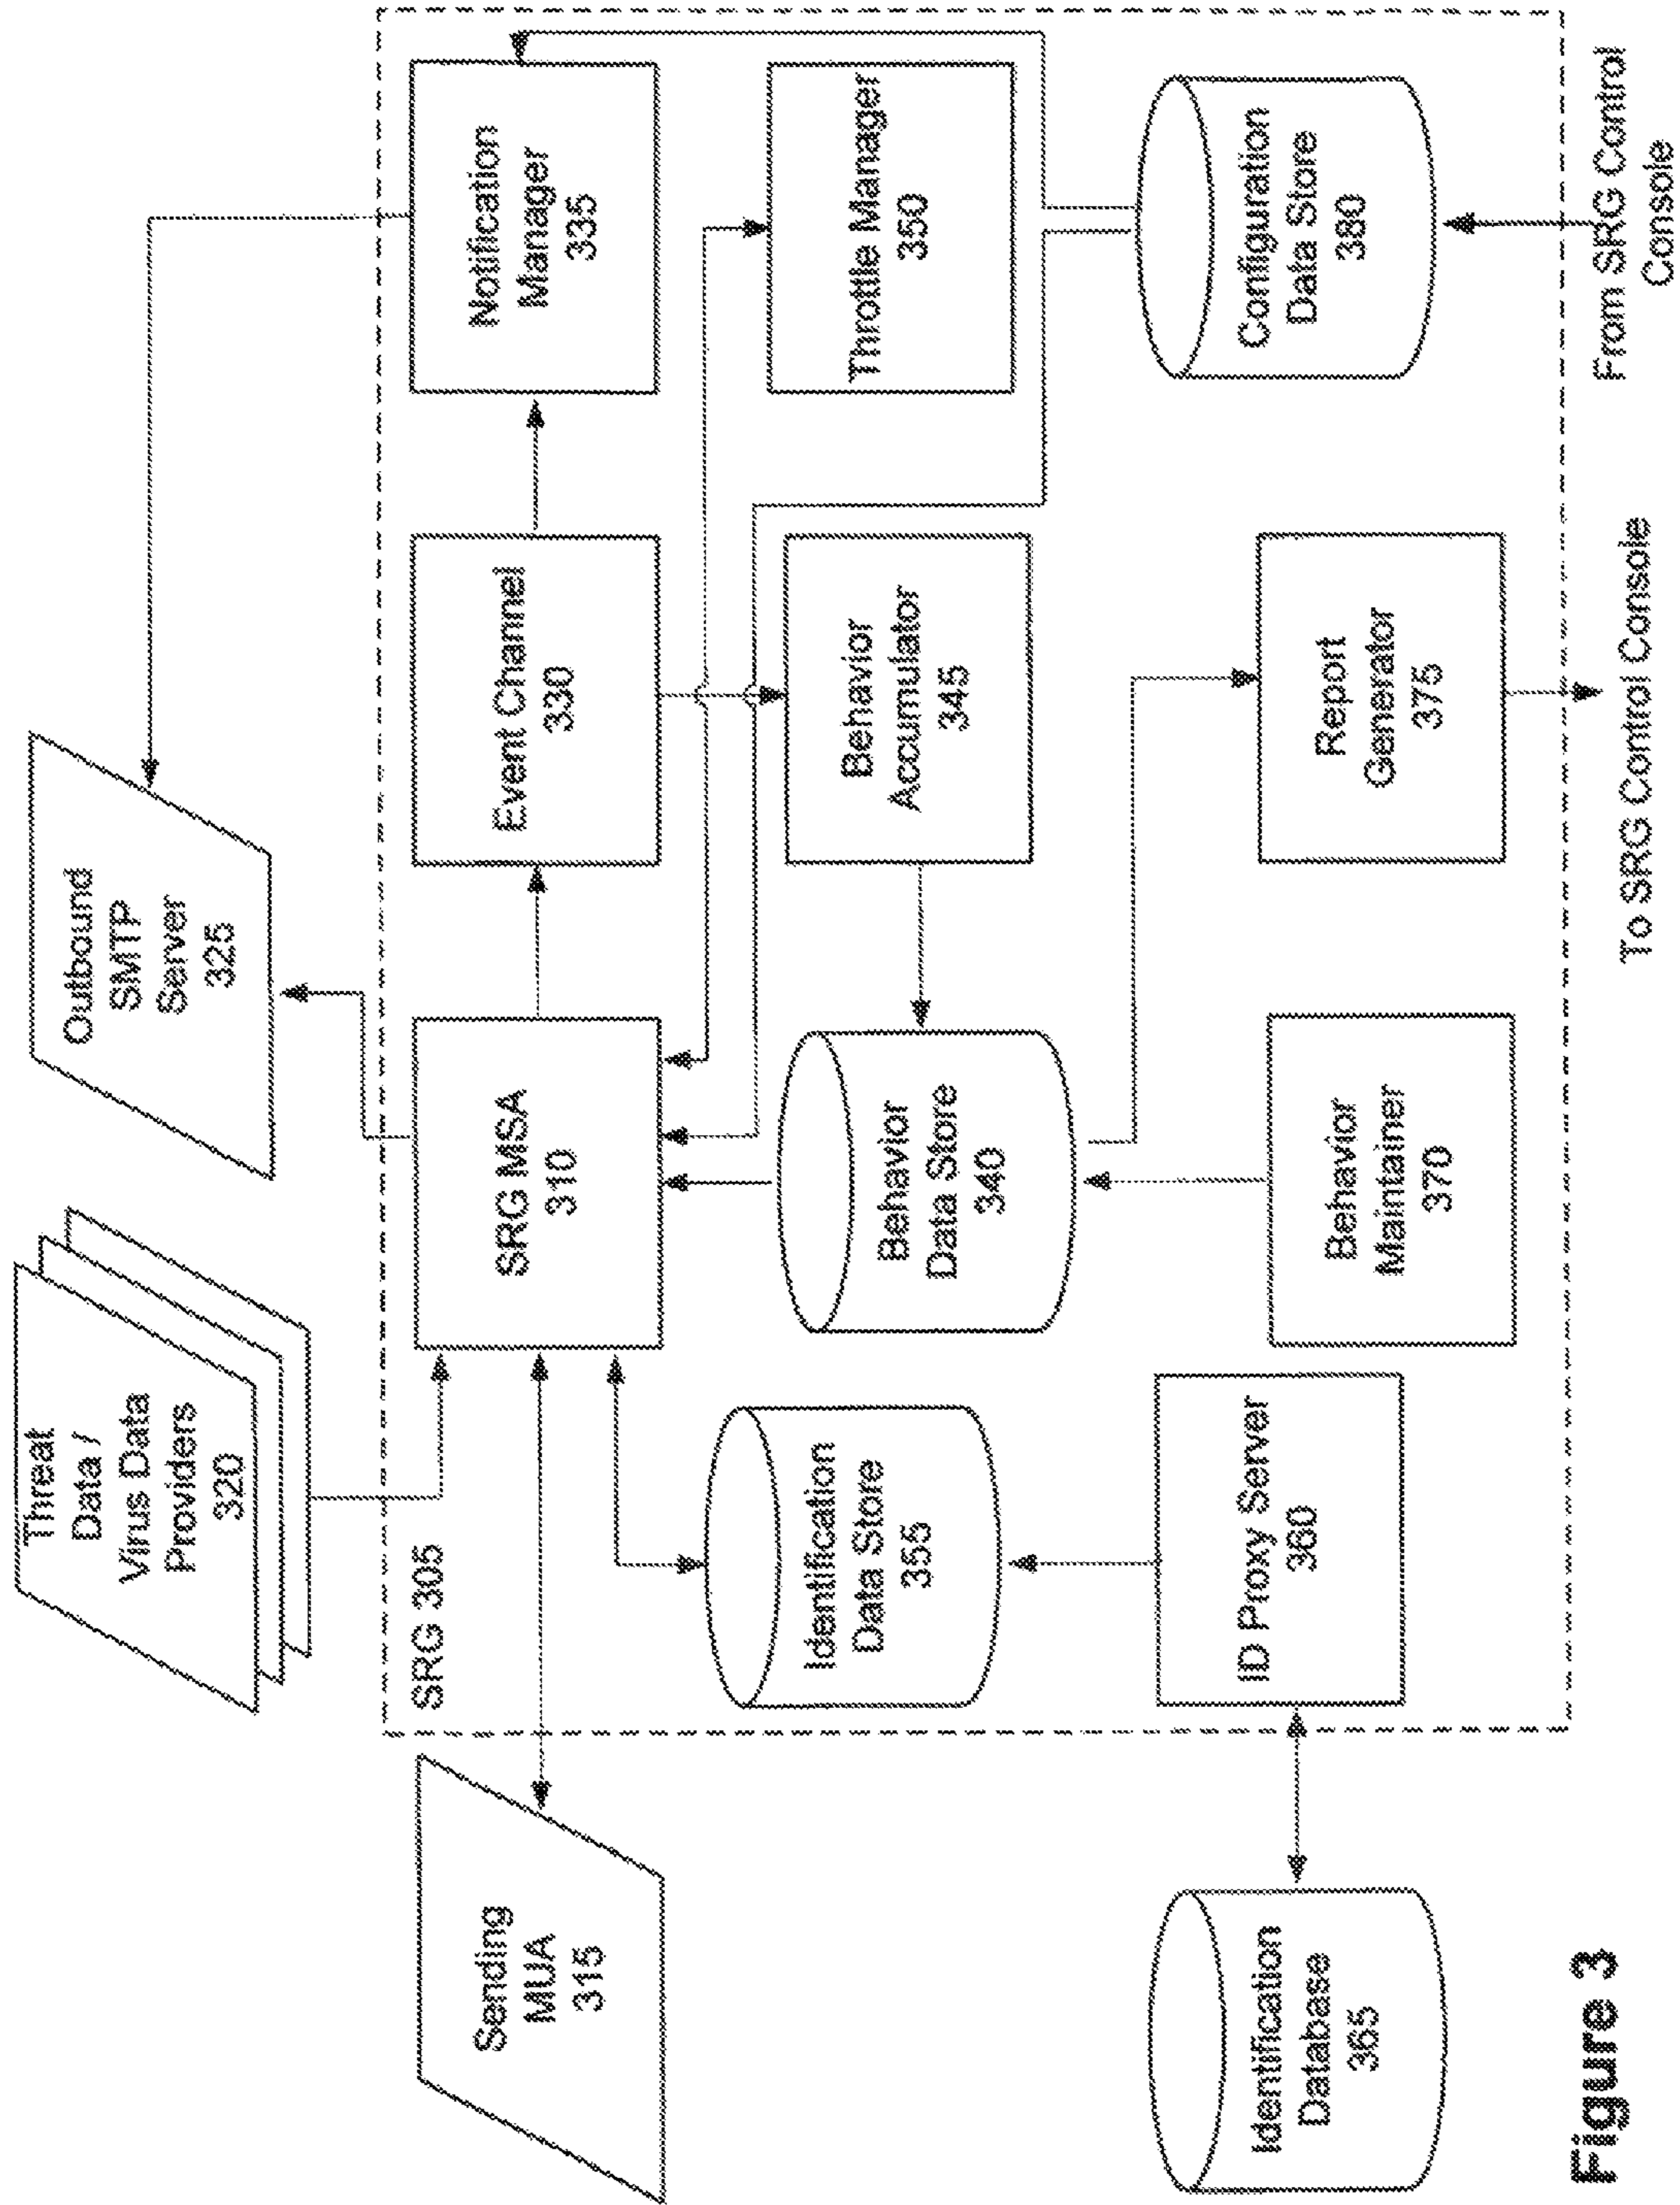 Threat
Data /
Virus Data
Providers
320
Outbound
SMTP
Server
325
SRG 305
Sending
MUA
315
SRG MSA
310
Event Channel
330
Notification
Manager
335
Identification
Data Store
355
Behavior
Data Store
340
Behavior
Accumulator
345
Throttle Manager
350
Identification
Database
365
ID Proxy Server
360
Behavior
Maintainer
370
Report
Generator
375
Configuration
Data Store
380
To SRG Control Console
From SRG Control
Console
Figure 3